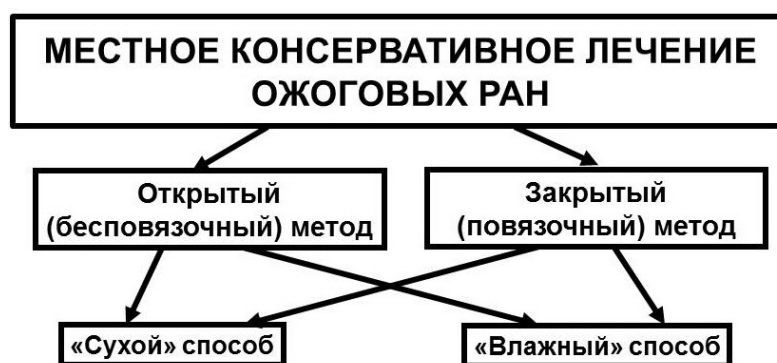 МЕСТНОЕ КОНСЕРВАТИВНОЕ ЛЕЧЕНИЕ
ОЖОГОВЫХ РАН
Открытый
(бесповязочный) метод
Закрытый
(повязочный) метод
«Сухой» способ
«Влажный» способ